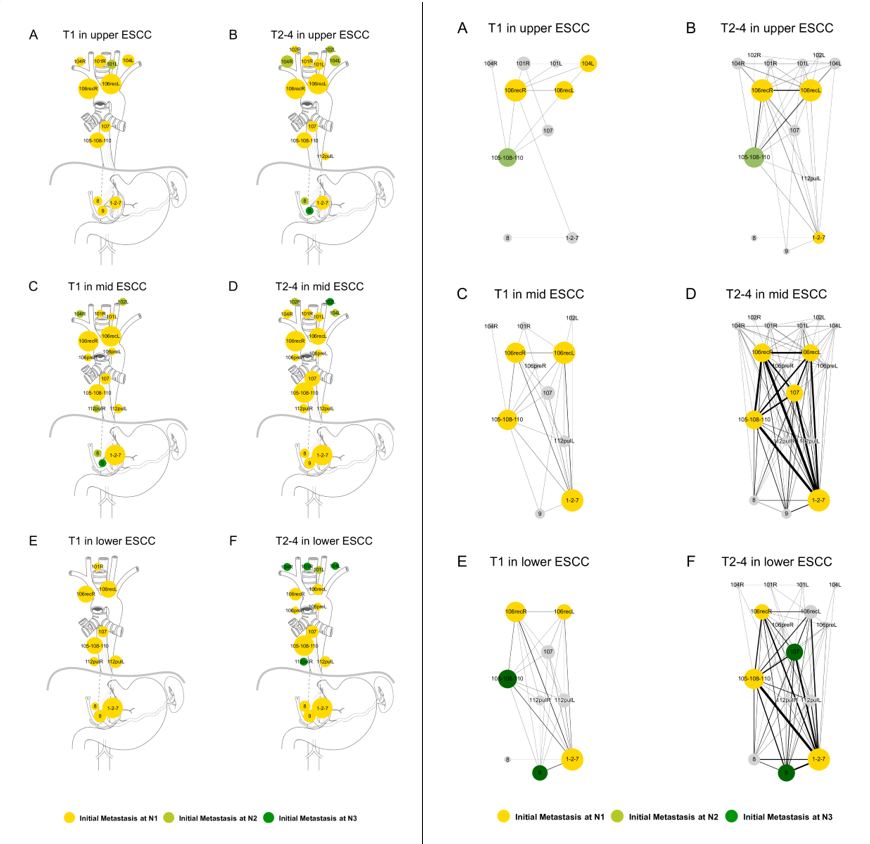 A T1 in upper ESCC
104R 101R 101L 104L
106recR 106recL
107
105-108-110
8 1-2-7
9
B T2-4 in upper ESCC
102R 102L
104R 101R 101L 104L
106recR 106recL
107
105-108-110
112pulL
8 1-2-7
9
C T1 in mid ESCC
102L
104R 101R 101L
106recR 106recL
106preR 106preL
107
105-108-110
112pulR 112pulL
8 1-2-7
9
D T2-4 in mid ESCC
102R 102L
104R 101R 101L 104L
106recR 106recL
106preR 106preL
107
105-108-110
112pulR 112pulL
8 1-2-7
9
E T1 in lower ESCC
101R
106recR 106recL
107
105-108-110
112pulR 112pulL
8 1-2-7
9
F T2-4 in lower ESCC
104R 101R 101L 104L
106recR 106recL
106preR 106preL
107
105-108-110
112pulR 112pulL
8 1-2-7
9
Initial Metastasis at N1 Initial Metastasis at N2 Initial Metastasis at N3
A T1 in upper ESCC
104R 101R 101L 104L
106recR 106recL
107
105-108-110
8 1-2-7
B T2-4 in upper ESCC
102R 102L
104R 101R 101L 104L
106recR 106recL
107
105-108-110
112pulL
8 1-2-7
9
C T1 in mid ESCC
102L
104R 101R
106recR 106recL
106preR
107
105-108-110
112pulL
1-2-7
9
D T2-4 in mid ESCC
102R 102L
104R 101R 101L 104L
106recR 106recL
106preR 106preL
107
105-108-110
112pulR 112pulL
8 1-2-7
9
E T1 in lower ESCC
106recR 106recL
107
105-108-110
112pulR 112pulL
8 1-2-7
9
F T2-4 in lower ESCC
104R 101R 101L 104L
106recR 106recL
106preR 106preL
107
105-108-110
112pulR 112pulL
8 1-2-7
9
Initial Metastasis at N1 Initial Metastasis at N2 Initial Metastasis at N3